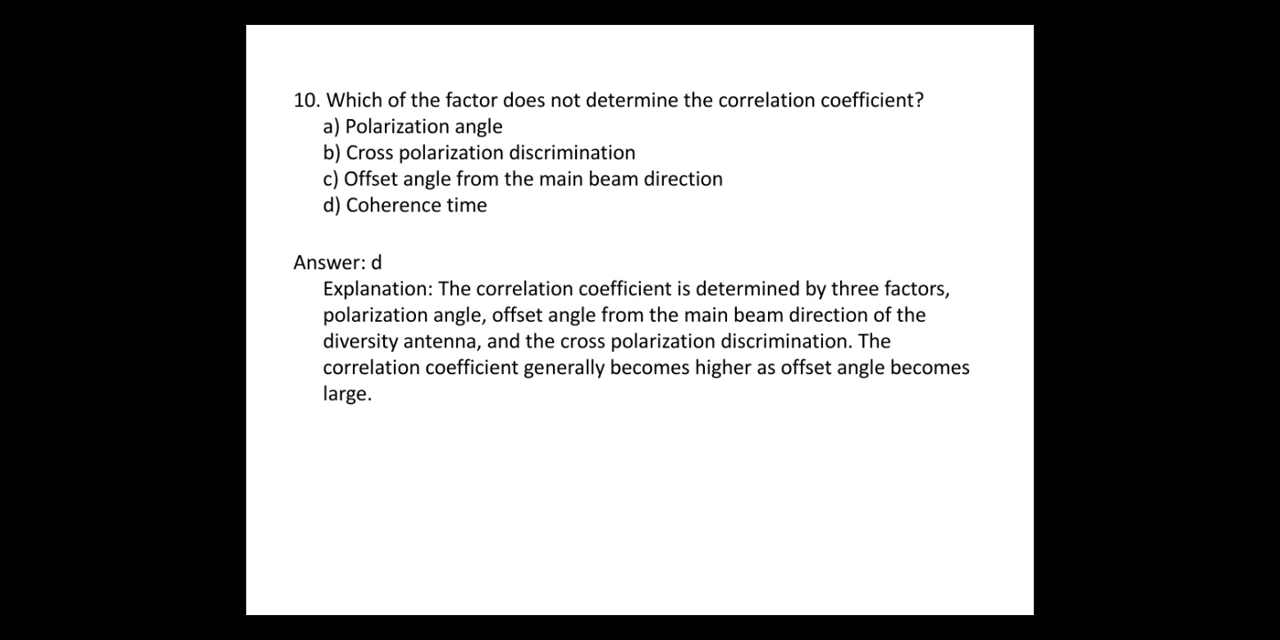 10. Which of the factor does not determine the correlation coefficient?
a) Polarization angle
b) Cross polarization discrimination
c) Offset angle from the main beam direction
d) Coherence time
Answer: d
Explanation: The correlation coefficient is determined by three factors,
polarization angle, offset angle from the main beam direction of the
diversity antenna, and the cross polarization discrimination. The
correlation coefficient generally becomes higher as offset angle becomes
large.